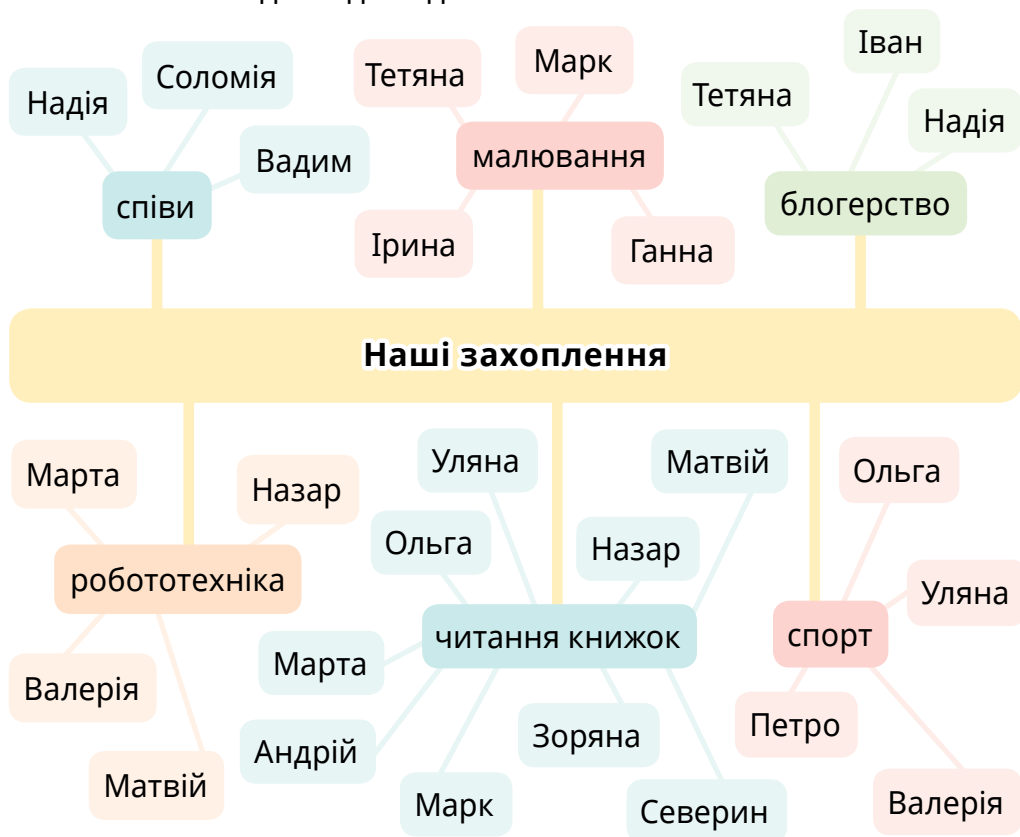 Іван
Соломія
Тетяна
Марк
Тетяна
Надія
Надія
Вадим
малювання
співи
блогерство
Ірина
Ганна
Наші захоплення
Марта
Назар
Уляна
Матвій
Ольга
Ольга
Назар
робототехніка
Уляна
читання книжок
спорт
Марта
Валерія
Андрій
Зоряна
Петро
Матвій
Марк
Северин
Валерія